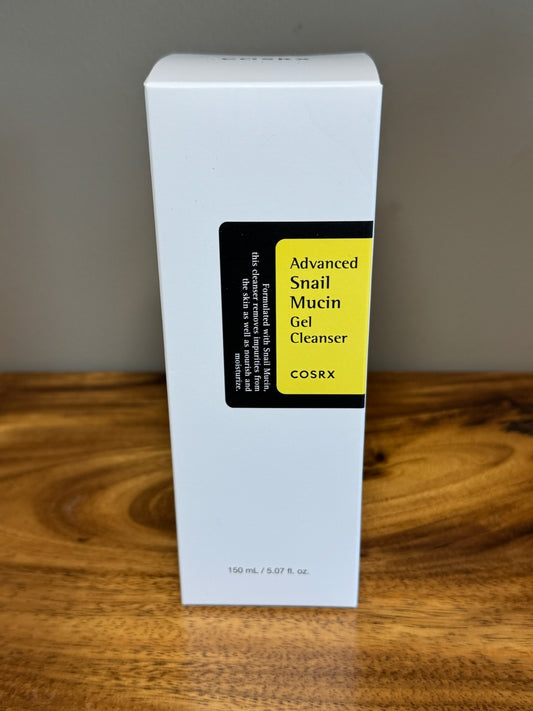 COSRX
Advanced
Snail
Mucin
Gel
Cleanser
COSRX
Formulated with Snail Mucin,
this cleanser removes impurities from
the skin as well as nourish and
moisturize.
150 mL / 5.07 fl. oz.